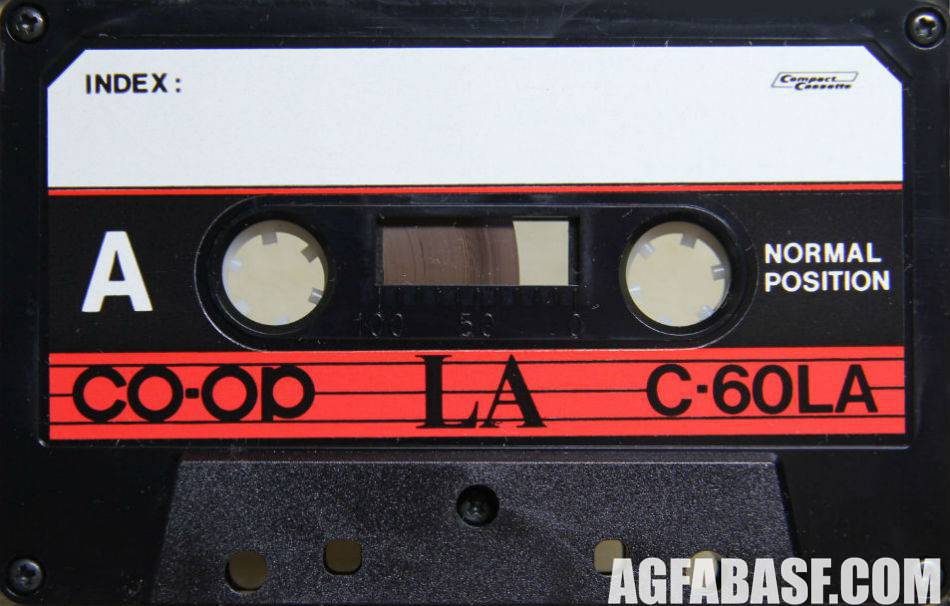 INDEX :
Compact
Cassette
A
NORMAL
POSITION
100 50 0
CO-OP LA C-60LA
AGFABASF.COM